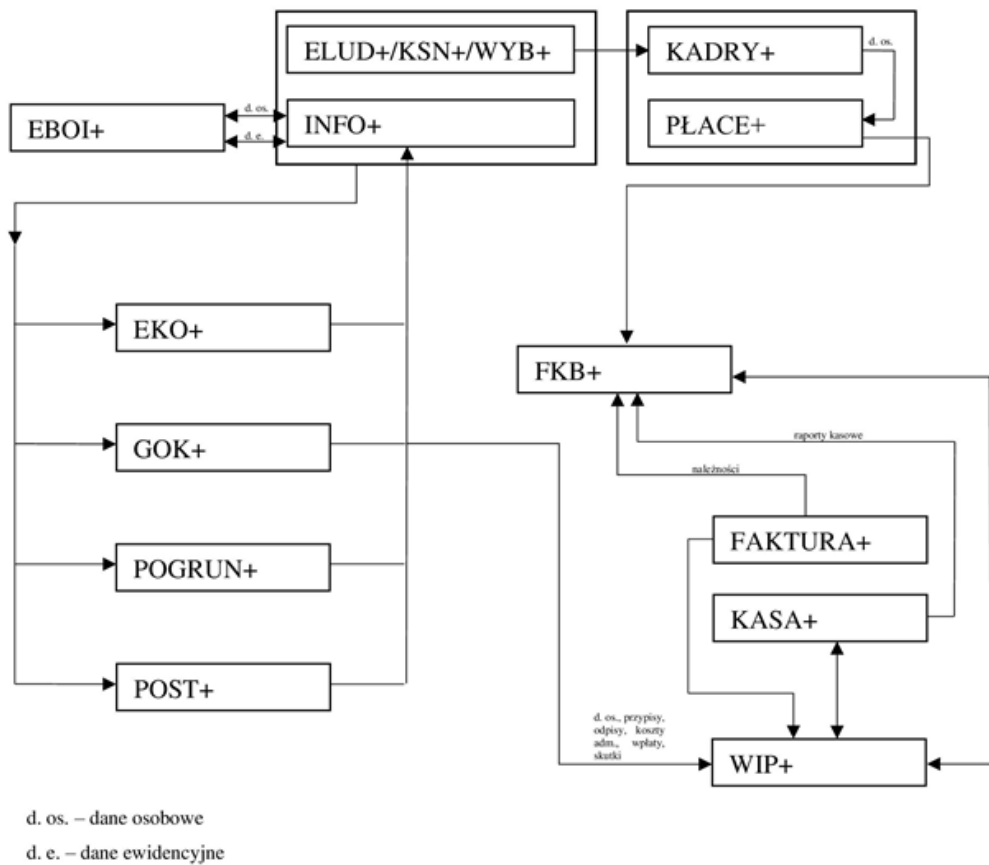 ELUD+/KSN+/WYB+
KADRY+
d. os.
EBOI+
d. os.
d. e.
INFO+
PŁACE+
EKO+
FKB+
GOK+
raporty kasowe
należności
FAKTURA+
POGRUN+
KASA+
POST+
d. os., przypisy,
odpisy, koszty
adm., wpłaty,
skutki
WIP+
d. os. – dane osobowe
d. e. – dane ewidencyjne